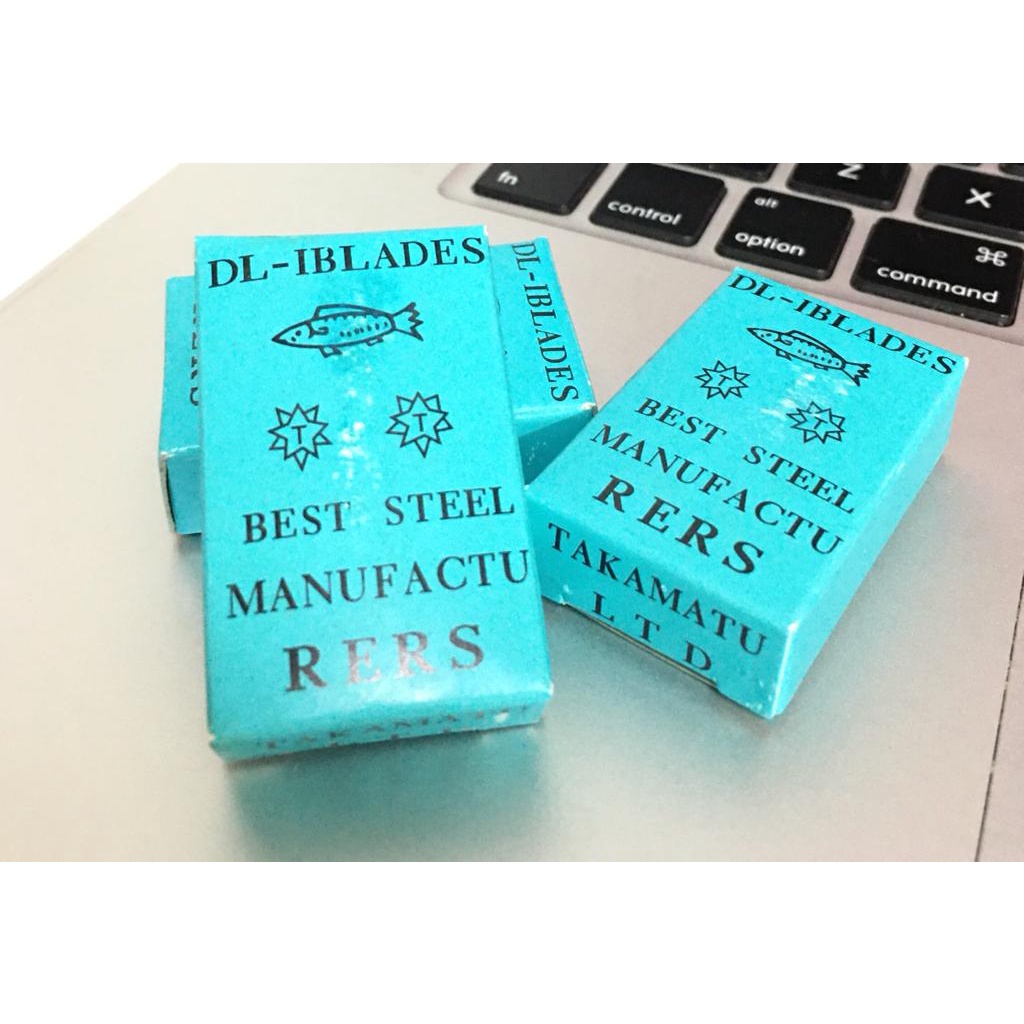 DL-IBLADES
T T
BEST STEEL
MANUFACTU
RERS
TAKAMATU
DL-IBLADES
DL-IBLADES
T T
BEST STEEL
MANUFACTU
RERS
TAKAMATU
LTD
fn
control
alt
option
Z
X
⌘
command